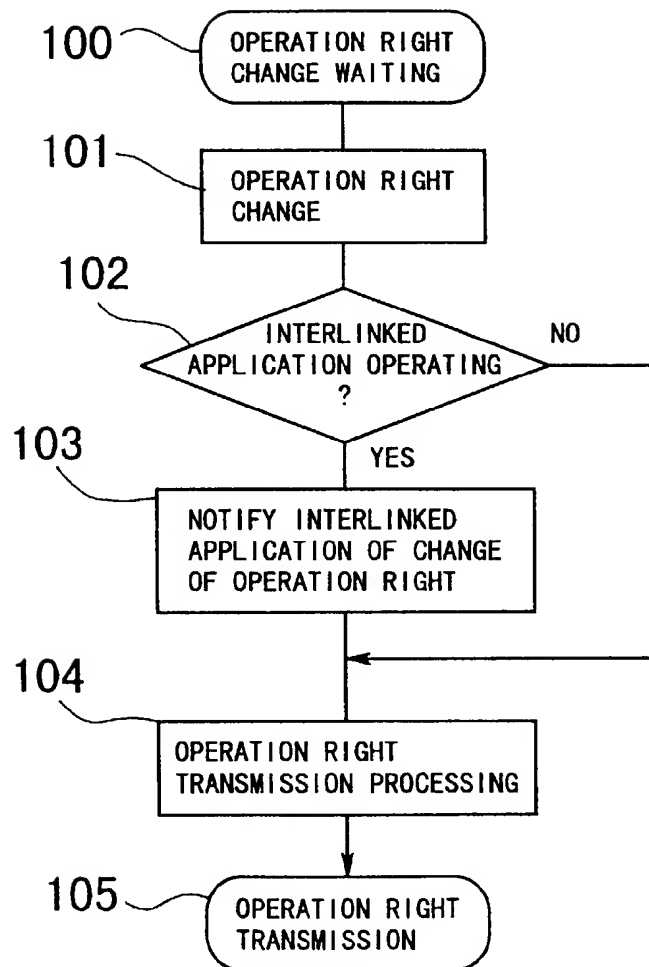 100
OPERATION RIGHT
CHANGE WAITING
101
OPERATION RIGHT
CHANGE
102
INTERLINKED
APPLICATION OPERATING
?
NO
YES
103
NOTIFY INTERLINKED
APPLICATION OF CHANGE
OF OPERATION RIGHT
104
OPERATION RIGHT
TRANSMISSION PROCESSING
105
OPERATION RIGHT
TRANSMISSION